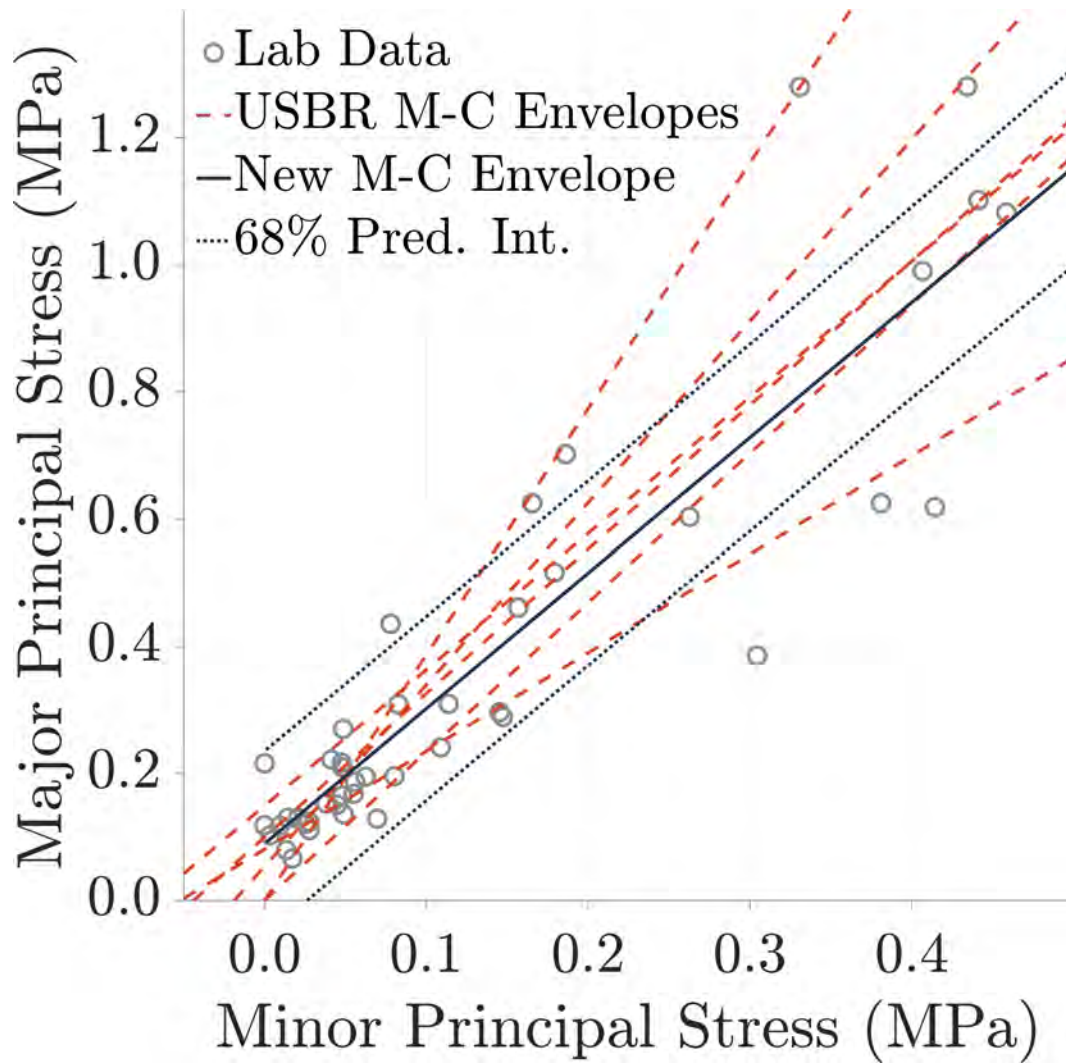 Lab Data
USBR M-C Envelopes
New M-C Envelope
68% Pred. Int.
Major Principal Stress (MPa)
1.2
1.0
0.8
0.6
0.4
0.2
0.0
0.0 0.1 0.2 0.3 0.4
Minor Principal Stress (MPa)